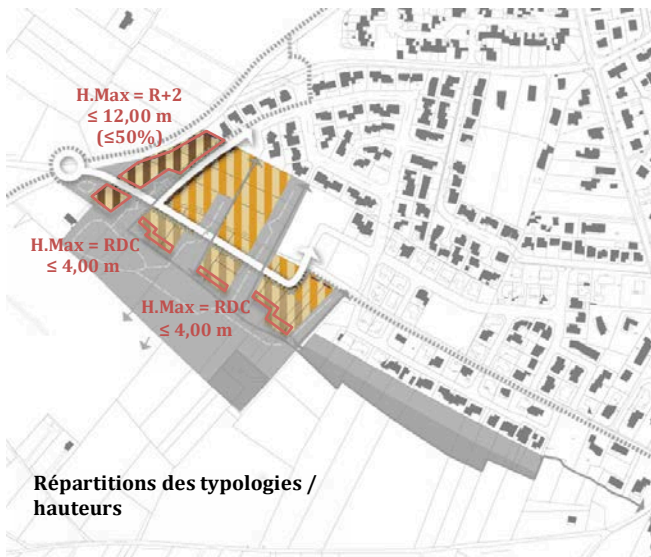 H.Max = R+2
≤ 12,00 m
(≤50%)
H.Max = RDC
≤ 4,00 m
H.Max = RDC
≤ 4,00 m
Répartitions des typologies /
hauteurs